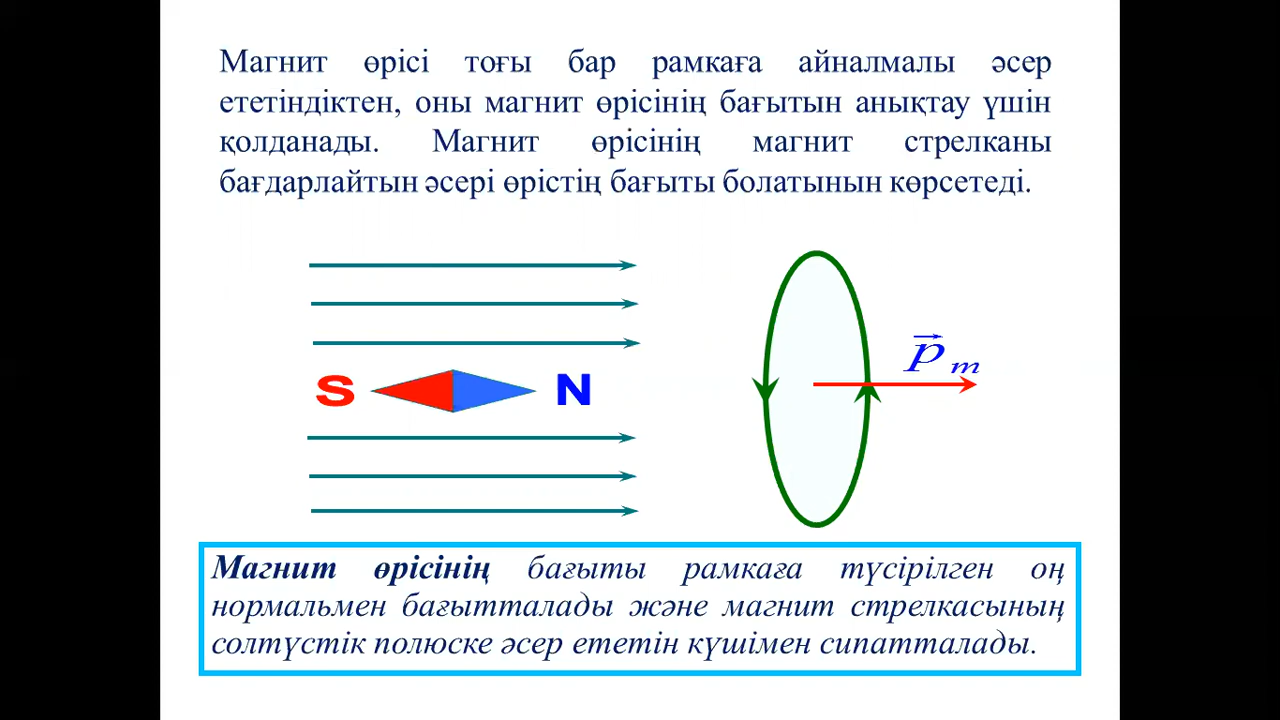 Магнит өрісі тоғы бар рамкаға айналмалы әсер
ететіндіктен, оны магнит өрісінің бағытын анықтау үшін
қолданады. Магнит өрісінің магнит стрелканы
бағдарлайтын әсері өрістің бағыты болатынын көрсетеді.
S N
p⃗ m
Магнит өрісінің бағыты рамкаға түсірілген оң
нормальмен бағытталады және магнит стрелкасының
солтүстік полюске әсер ететін күшімен сипатталады.